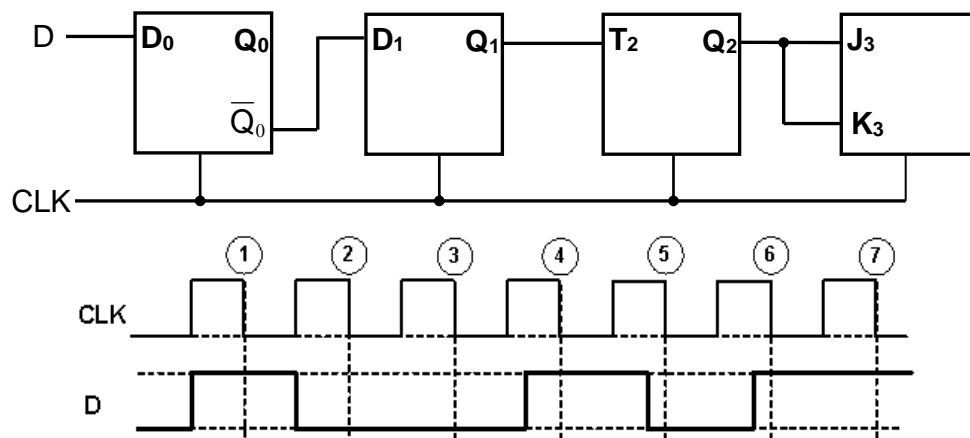 D D₀ Q₀ D₁ Q₁ T₂ Q₂ J₃
Q̅₀ K₃
CLK
1 2 3 4 5 6 7
CLK
D